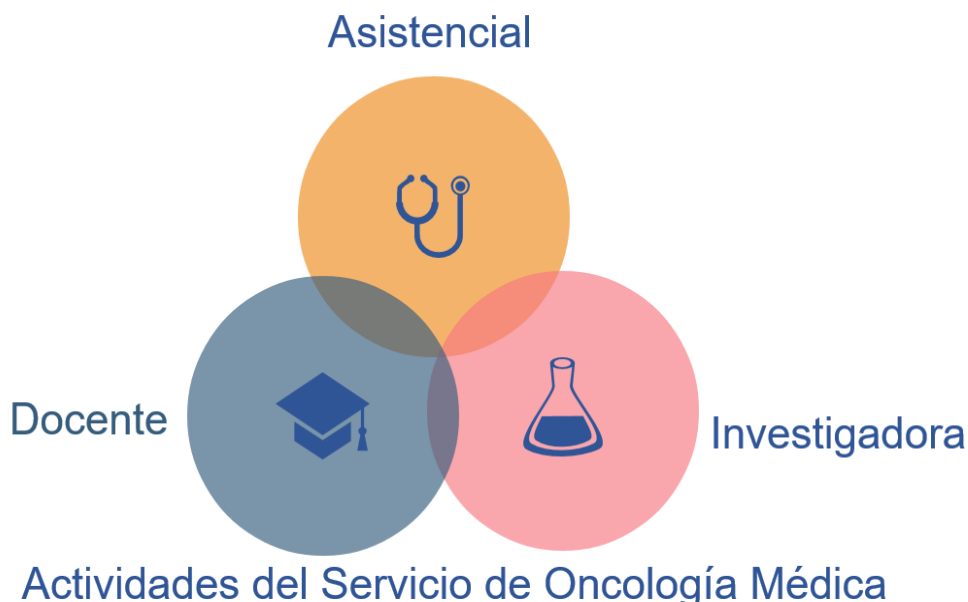 Asistencial
Docente
Investigadora
Actividades del Servicio de Oncología Médica